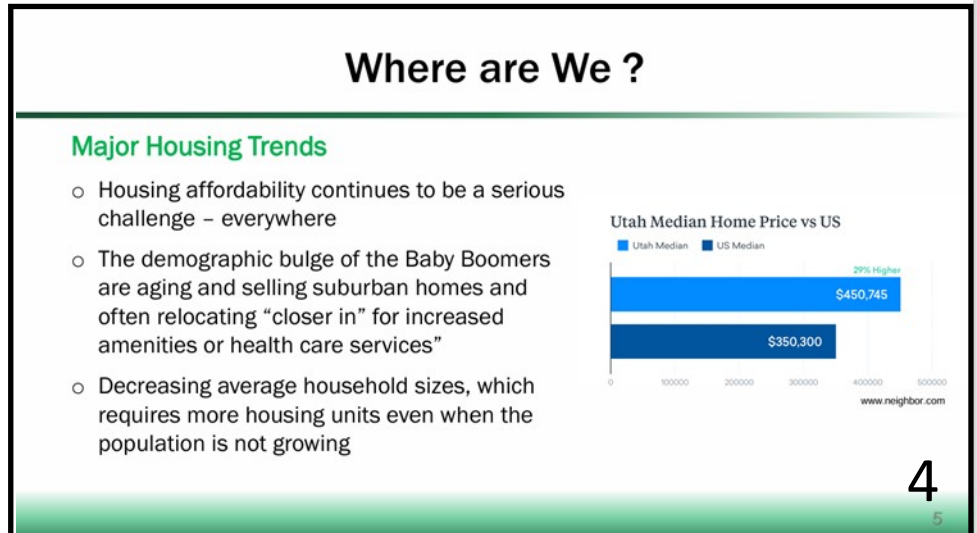 Where are We ?
Major Housing Trends
o Housing affordability continues to be a serious
challenge – everywhere
o The demographic bulge of the Baby Boomers
are aging and selling suburban homes and
often relocating “closer in” for increased
amenities or health care services”
o Decreasing average household sizes, which
requires more housing units even when the
population is not growing
Utah Median Home Price vs US
Utah Median US Median
29% Higher
$450,745
$350,300
0 100000 200000 300000 400000 500000
www.neighbor.com
4
5